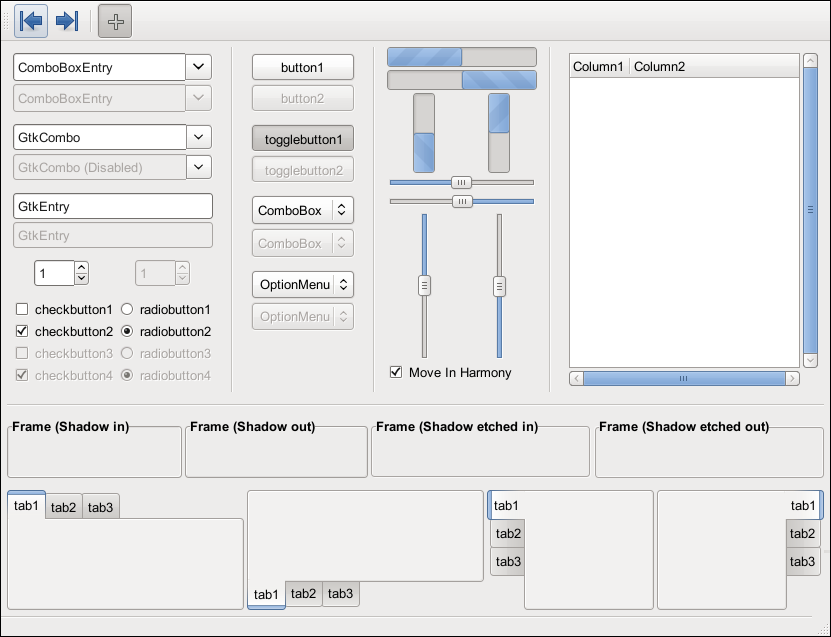 ComboBoxEntry
ComboBoxEntry
GtkCombo
GtkCombo (Disabled)
GtkEntry
GtkEntry
1 1
checkbutton1 radiobutton1
checkbutton2 radiobutton2
checkbutton3 radiobutton3
checkbutton4 radiobutton4
button1
button2
togglebutton1
togglebutton2
ComboBox
ComboBox
OptionMenu
OptionMenu
Move In Harmony
Column1 Column2
Frame (Shadow in) Frame (Shadow out) Frame (Shadow etched in) Frame (Shadow etched out)
tab1 tab2 tab3
tab1 tab2 tab3
tab1
tab2
tab3
tab1
tab2
tab3